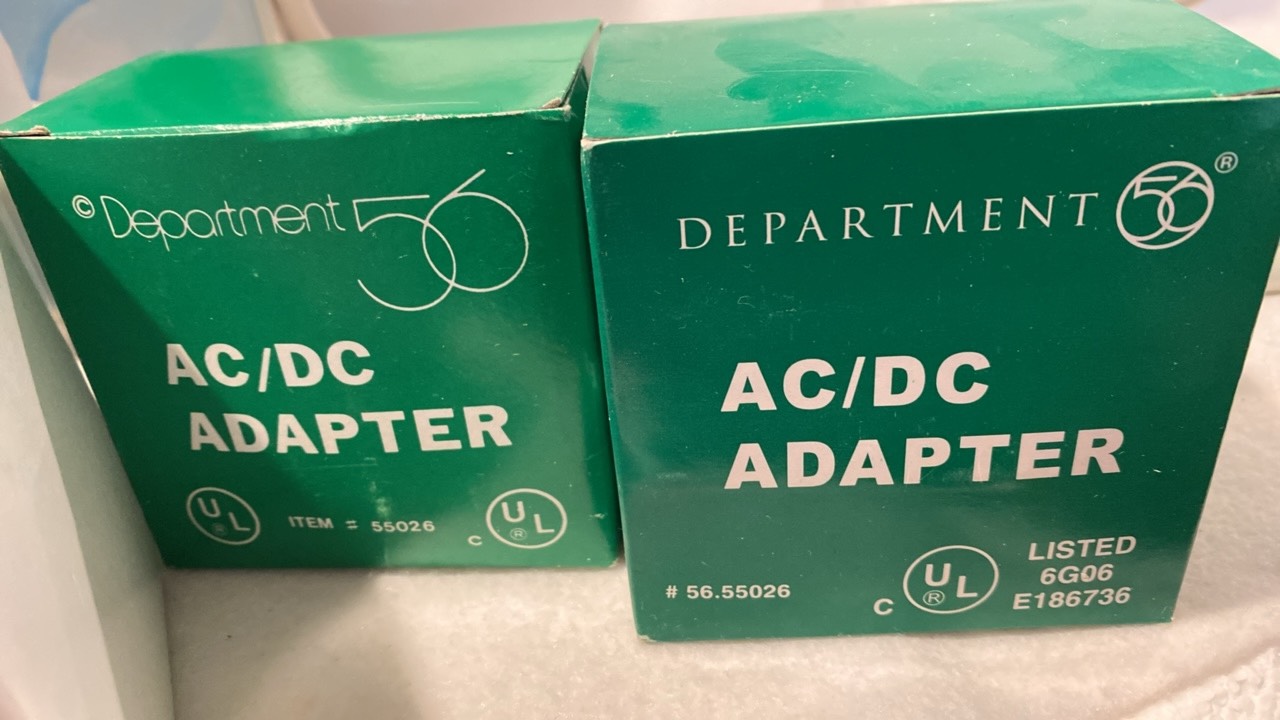 © Department 56
AC/DC
ADAPTER
UL ®
ITEM # 55026
C UL ®
DEPARTMENT 56 ®
AC/DC
ADAPTER
# 56.55026
C UL ®
LISTED
6G06
E186736